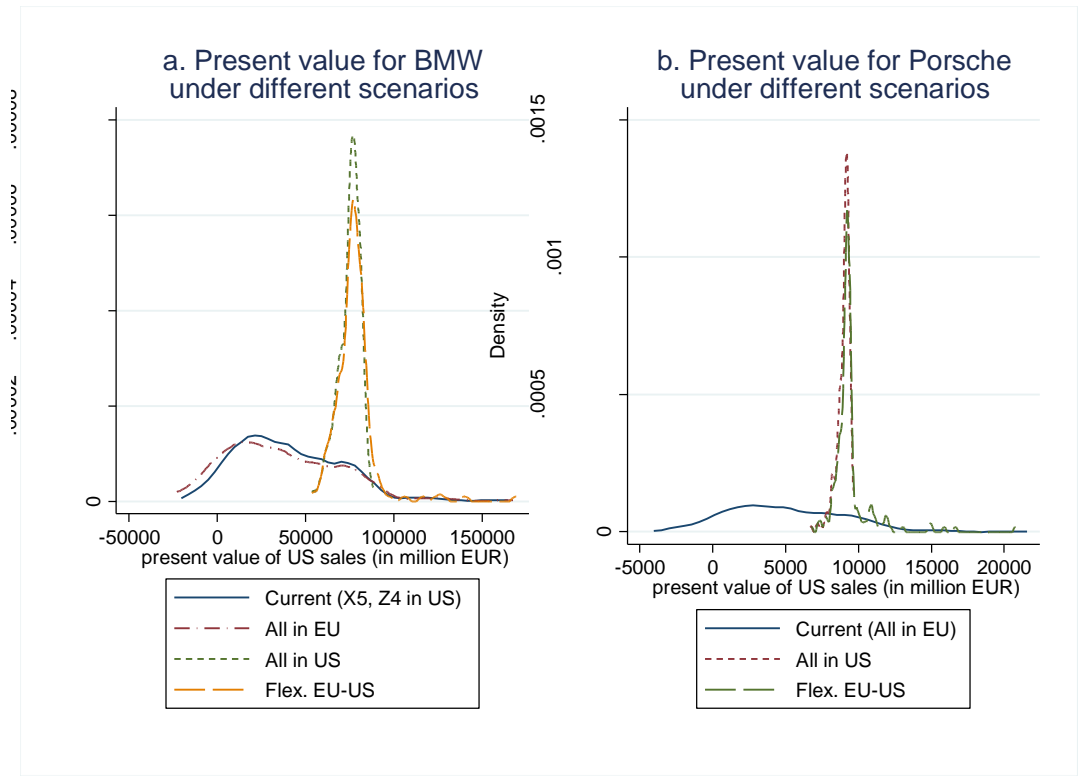 a. Present value for BMW
under different scenarios
0
-50000
0
50000
100000
150000
present value of US sales (in million EUR)
Current (X5, Z4 in US)
All in EU
All in US
Flex. EU-US
b. Present value for Porsche
under different scenarios
Density
.0015
.001
.0005
0
-5000
0
5000
10000
15000
20000
present value of US sales (in million EUR)
Current (All in EU)
All in US
Flex. EU-US